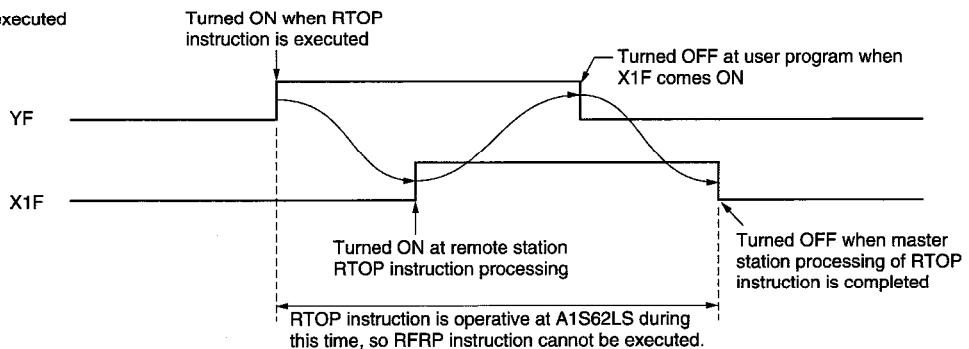 executed
Turned ON when RTOP
instruction is executed
Turned OFF at user program when
X1F comes ON
YF
X1F
Turned ON at remote station
RTOP instruction processing
Turned OFF when master
station processing of RTOP
instruction is completed
RTOP instruction is operative at A1S62LS during
this time, so RFRP instruction cannot be executed.